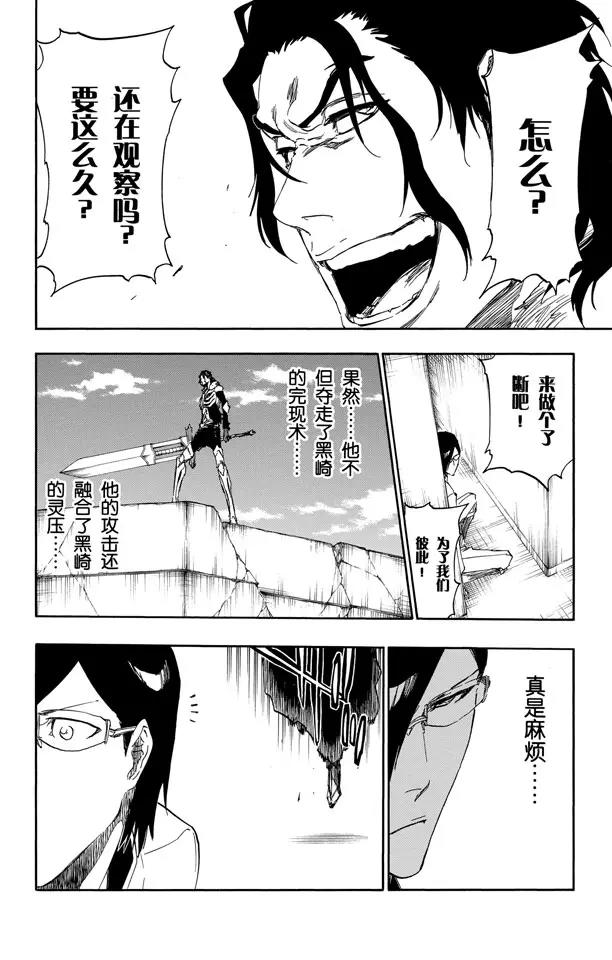 怎么？
还在观察吗？
要这么久？
来做个了
断吧！
为了我们
彼此！
果然……他不
但夺走了黑崎
的完现术……
他的攻击还
融合了黑崎
的灵压……
真是麻烦……